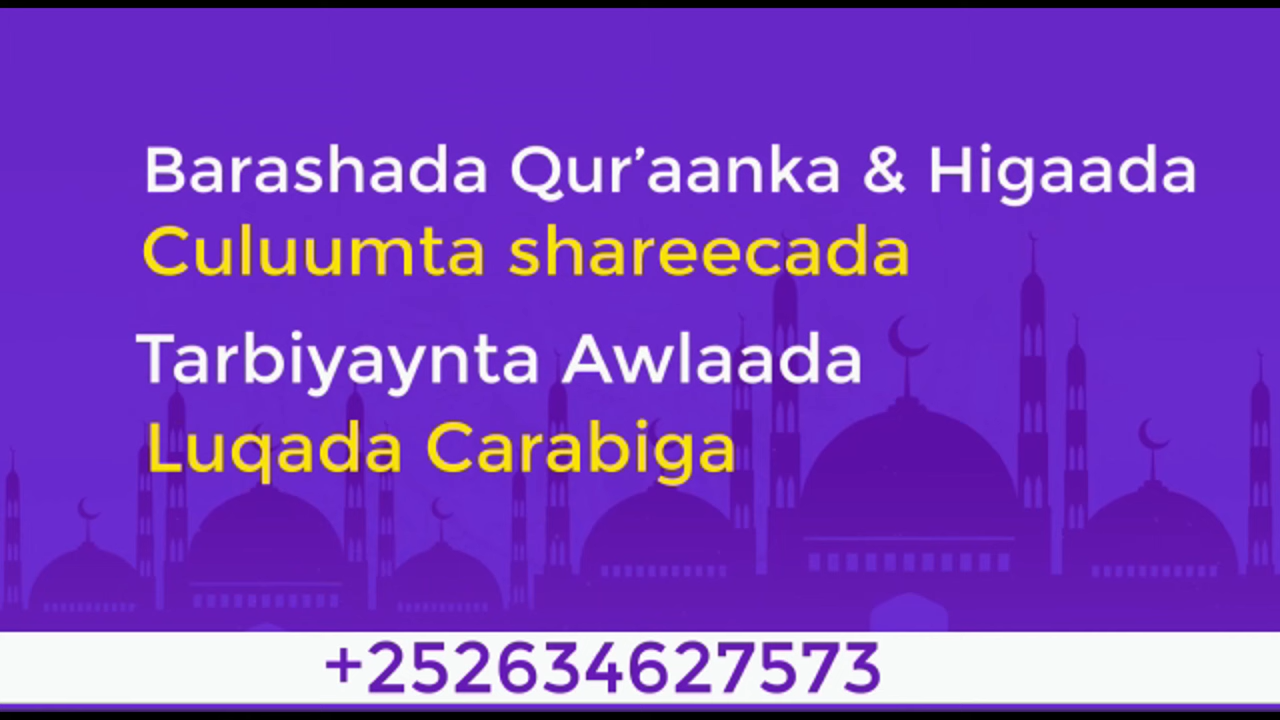 Barashada Qur’aanka & Higaada
Culuumta shareecada
Tarbiyaynta Awlaada
Luqada Carabiga
+252634627573